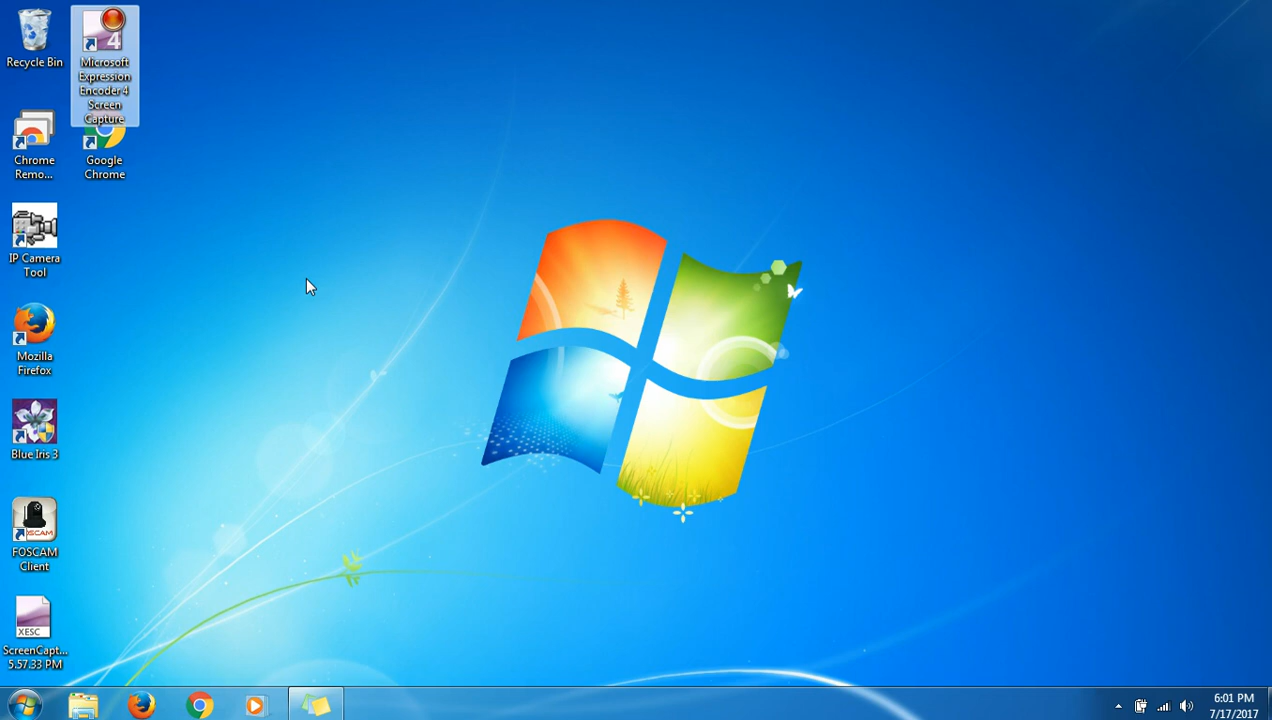 Recycle Bin
4
Microsoft
Expression
Encoder 4
Screen
Capture
Chrome
Remo...
Google
Chrome
IP Camera
Tool
Mozilla
Firefox
Blue Iris 3
FOSCAM
Client
XESC
ScreenCapt...
5.57.33 PM
6:01 PM
7/17/2017